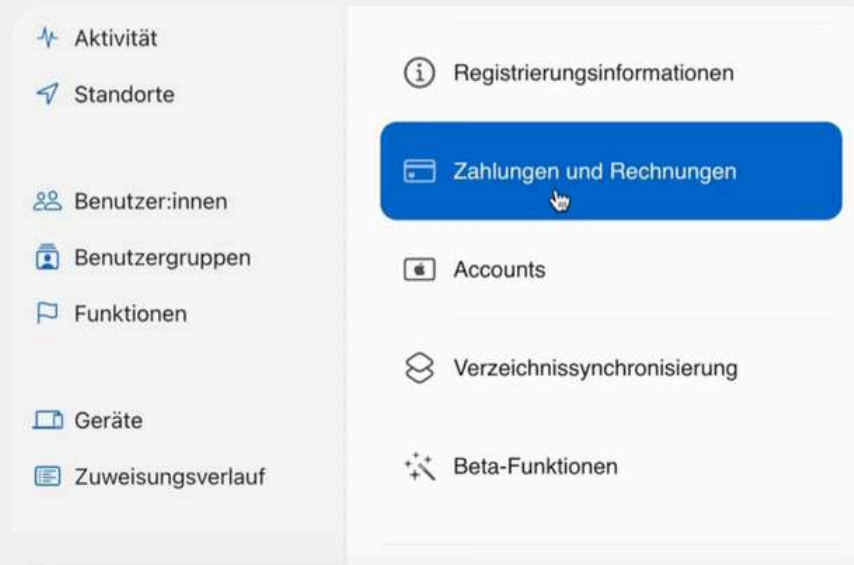 Aktivität
Standorte
Benutzer:innen
Benutzergruppen
Funktionen
Geräte
Zuweisungsverlauf
Registrierungsinformationen
Zahlungen und Rechnungen
Accounts
Verzeichnissynchronisierung
Beta-Funktionen